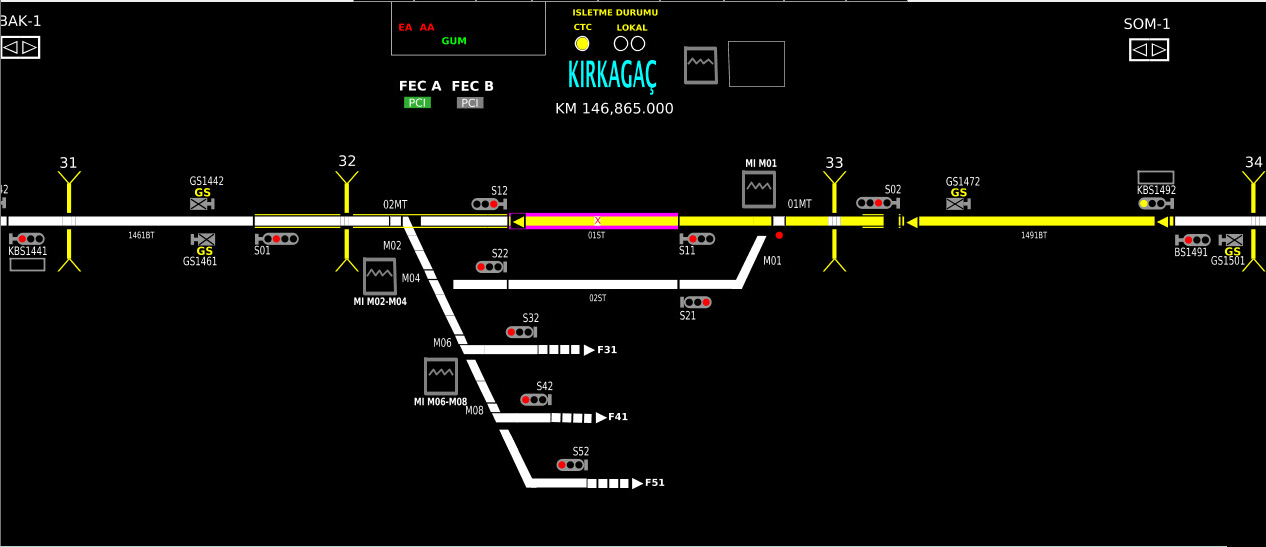 BAK-1
ISLETME DURUMU
CTC LOKAL
EA AA
GUM
SOM-1
KIRKAGAÇ
FEC A FEC B
PCI PCI
KM 146,865.000
31
32
MI M01
33
34
GS1442
GS
S12
S02
GS1472
GS
KBS1492
02MT
01MT
X
1461BT
01ST
1491BT
KBS1441
GS
GS1461
S01
M02
S11
M01
BS1491
GS
GS1501
S22
M04
MI M02-M04
02ST
S21
S32
M06
F31
MI M06-M08
S42
M08
F41
S52
F51